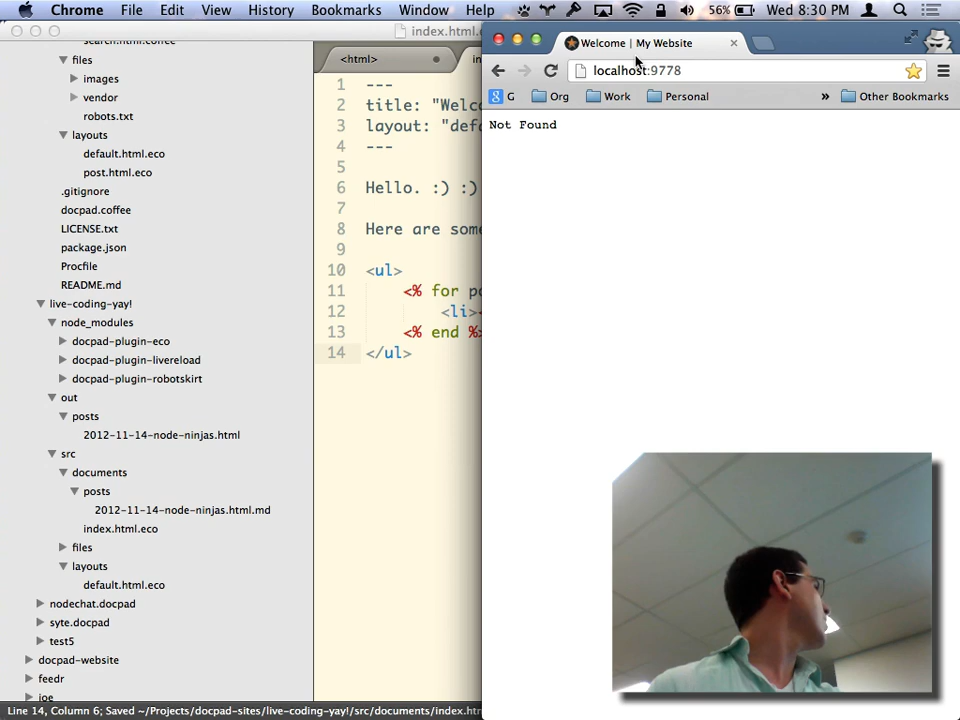 Chrome File Edit View History Bookmarks Window Help 56% Wed 8:30 PM
index.html.
search.html.coffee
files
images
vendor
robots.txt
layouts
default.html.eco
post.html.eco
.gitignore
docpad.coffee
LICENSE.txt
package.json
Procfile
README.md
live-coding-yay!
node_modules
docpad-plugin-eco
docpad-plugin-livereload
docpad-plugin-robotskirt
out
posts
2012-11-14-node-ninjas.html
src
documents
posts
2012-11-14-node-ninjas.html.md
index.html.eco
files
layouts
default.html.eco
nodechat.docpad
syte.docpad
test5
docpad-website
feedr
joe
<html>
in
1 ---
2 title: "Welc
3 layout: "def
4 ---
5
6 Hello. :) :)
7
8 Here are some
9
10 <ul>
11 <% for po
12 <li>
13 <% end %>
14 </ul>
Line 14, Column 6; Saved ~/Projects/docpad-sites/live-coding-yay!/src/documents/index.htm
Welcome | My Website
localhost:9778
G Org Work Personal » Other Bookmarks
Not Found